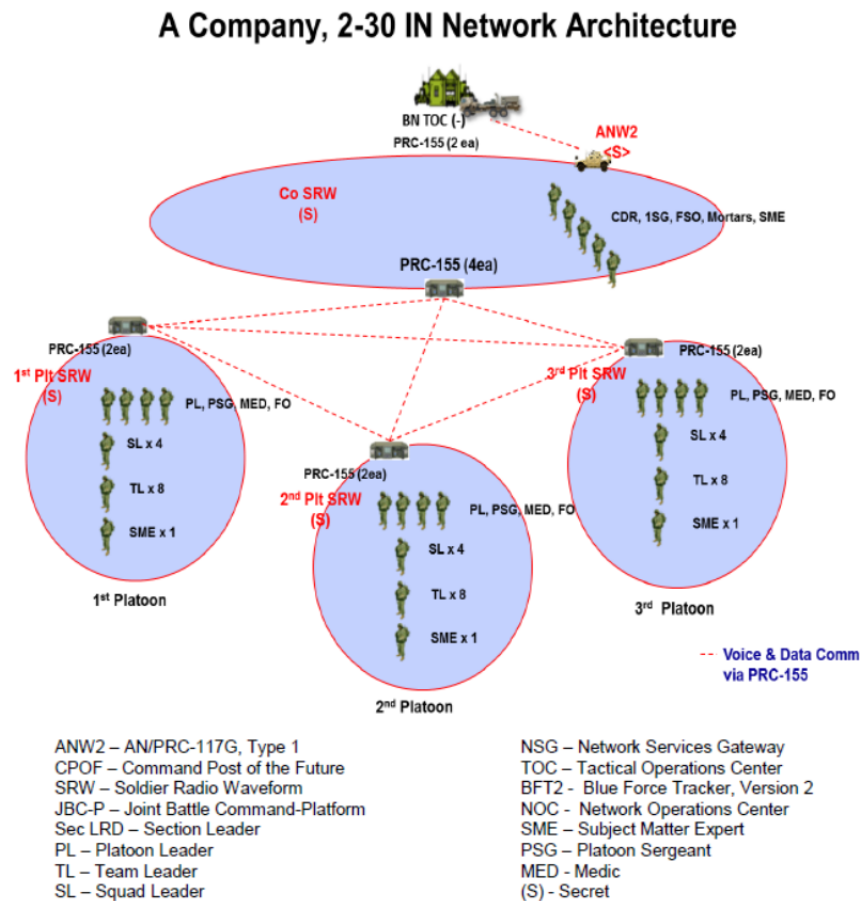 A Company, 2-30 IN Network Architecture
BN TOC (-)
ANW2
<S>
PRC-155 (2 ea)
Co SRW
(S)
CDR, 1SG, FSO, Mortars, SME
PRC-155 (4ea)
PRC-155 (2ea)
1st Plt SRW
(S)
PL, PSG, MED, FO
SL x 4
TL x 8
SME x 1
1st Platoon
PRC-155 (2ea)
2nd Plt SRW
(S)
PL, PSG, MED, FO
SL x 4
TL x 8
SME x 1
2nd Platoon
PRC-155 (2ea)
3rd Plt SRW
(S)
PL, PSG, MED, FO
SL x 4
TL x 8
SME x 1
3rd Platoon
--- Voice & Data Comm
via PRC-155
ANW2 – AN/PRC-117G, Type 1
CPOF – Command Post of the Future
SRW – Soldier Radio Waveform
JBC-P – Joint Battle Command-Platform
Sec LRD – Section Leader
PL – Platoon Leader
TL – Team Leader
SL – Squad Leader
NSG – Network Services Gateway
TOC – Tactical Operations Center
BFT2 - Blue Force Tracker, Version 2
NOC - Network Operations Center
SME – Subject Matter Expert
PSG – Platoon Sergeant
MED - Medic
(S) - Secret